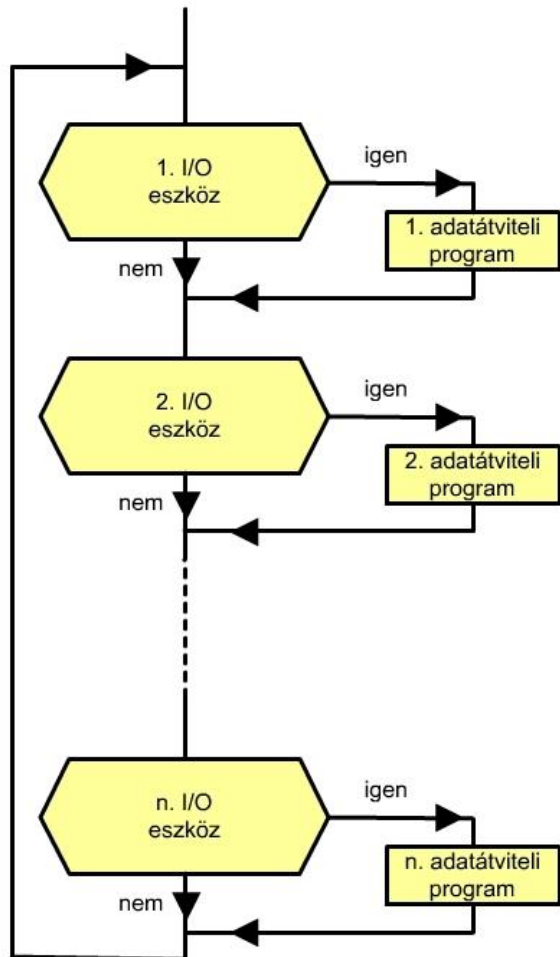 1. I/O
eszköz
igen
1. adatátviteli
program
nem
2. I/O
eszköz
igen
2. adatátviteli
program
nem
n. I/O
eszköz
igen
n. adatátviteli
program
nem